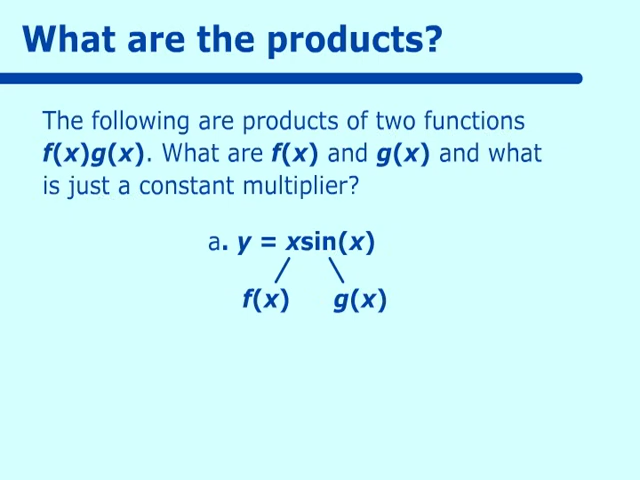 What are the products?
The following are products of two functions
f(x)g(x). What are f(x) and g(x) and what
is just a constant multiplier?
a. y = xsin(x)
f(x) g(x)